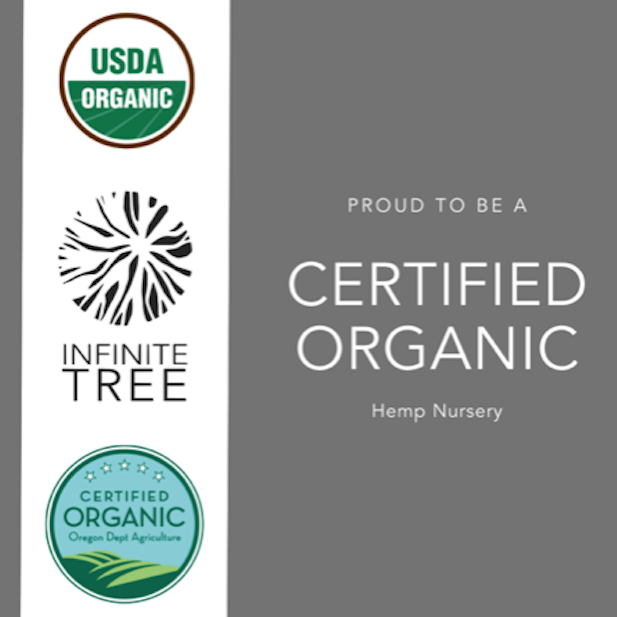 USDA
ORGANIC
INFINITE
TREE
CERTIFIED
ORGANIC
Oregon Dept Agriculture
PROUD TO BE A
CERTIFIED
ORGANIC
Hemp Nursery